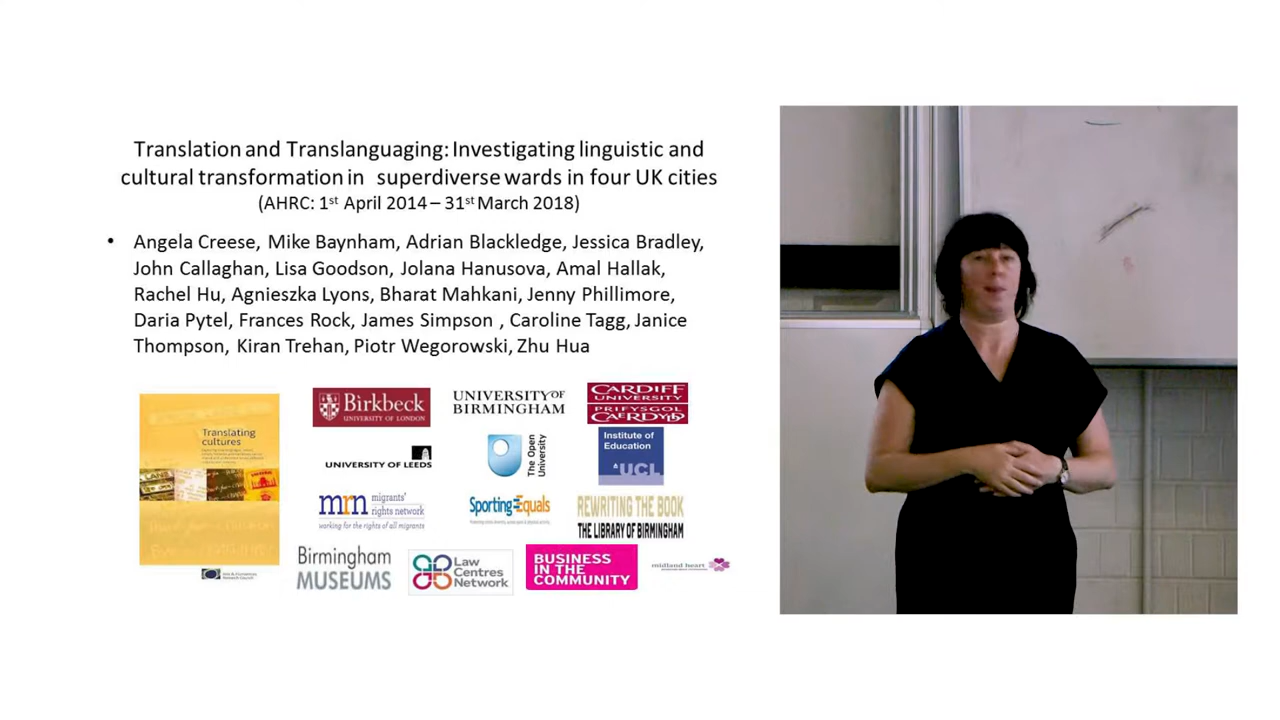 Translation and Translanguaging: Investigating linguistic and
cultural transformation in superdiverse wards in four UK cities
(AHRC: 1st April 2014 – 31st March 2018)
• Angela Creese, Mike Baynham, Adrian Blackledge, Jessica Bradley,
John Callaghan, Lisa Goodson, Jolana Hanusova, Amal Hallak,
Rachel Hu, Agnieszka Lyons, Bharat Mahkani, Jenny Phillimore,
Daria Pytel, Frances Rock, James Simpson , Caroline Tagg, Janice
Thompson, Kiran Trehan, Piotr Wegorowski, Zhu Hua
Translating
cultures
Birkbeck
UNIVERSITY OF LONDON
UNIVERSITY OF
BIRMINGHAM
CARDIFF
UNIVERSITY
PRIFYSGOL
CAERDYDD
UNIVERSITY OF LEEDS
The Open
University
Institute of
Education
UCL
mrn migrants'
rights network
working for the rights of all migrants
Sporting Equals
REWRITING THE BOOK
THE LIBRARY OF BIRMINGHAM
Birmingham
MUSEUMS
Law
Centres
Network
BUSINESS
IN THE
COMMUNITY
midland heart